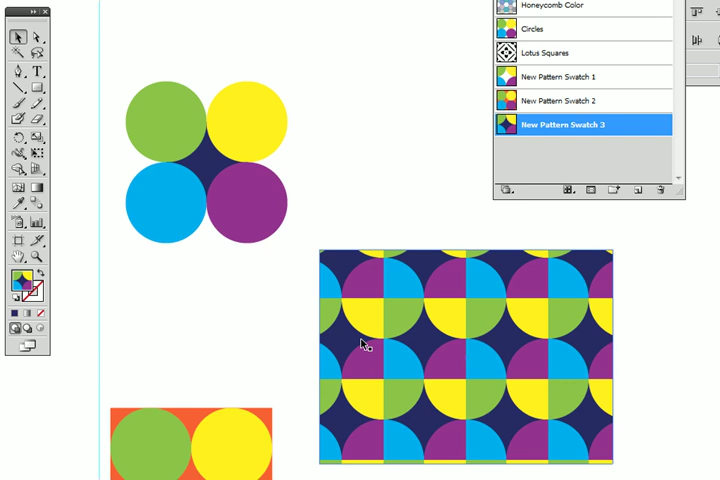 Honeycomb Color
Circles
Lotus Squares
New Pattern Swatch 1
New Pattern Swatch 2
New Pattern Swatch 3